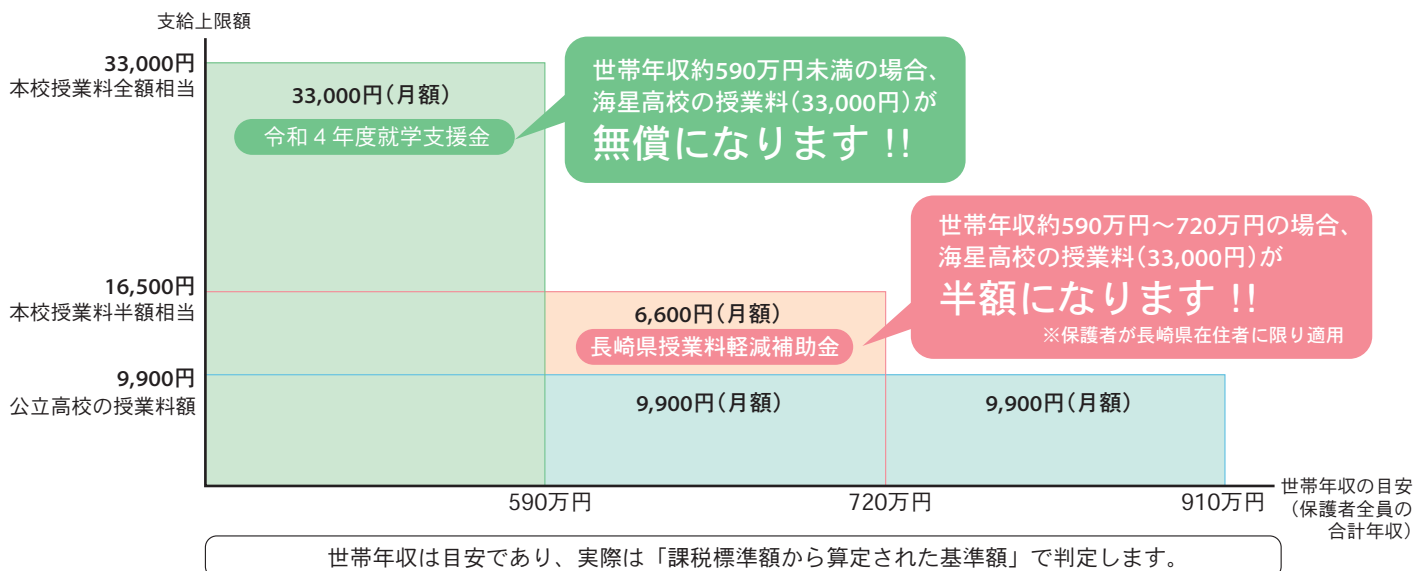 支給上限額
33,000円
本校授業料全額相当
33,000円(月額)
令和4年度就学支援金
世帯年収約590万円未満の場合、
海星高校の授業料(33,000円)が
無償になります!!
世帯年収約590万円～720万円の場合、
海星高校の授業料(33,000円)が
半額になります!!
※保護者が長崎県在住者に限り適用
16,500円
本校授業料半額相当
6,600円(月額)
長崎県授業料軽減補助金
9,900円
公立高校の授業料額
9,900円(月額)
9,900円(月額)
590万円
720万円
910万円
世帯年収の目安
(保護者全員の
合計年収)
世帯年収は目安であり、実際は「課税標準額から算定された基準額」で判定します。